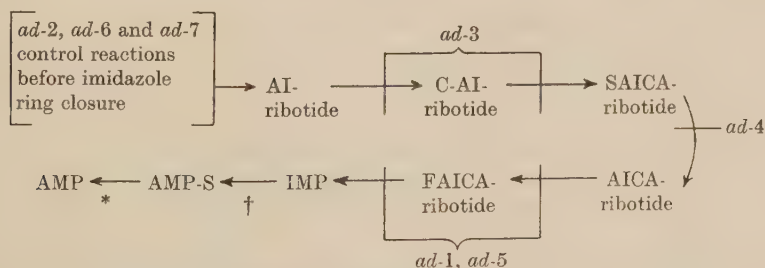 ad-3
ad-2, ad-6 and ad-7
control reactions
before imidazole
ring closure
AI-
ribotide
C-AI-
ribotide
SAICA-
ribotide
ad-4
AMP
*
AMP-S
†
IMP
FAICA-
ribotide
AICA-
ribotide
ad-1, ad-5